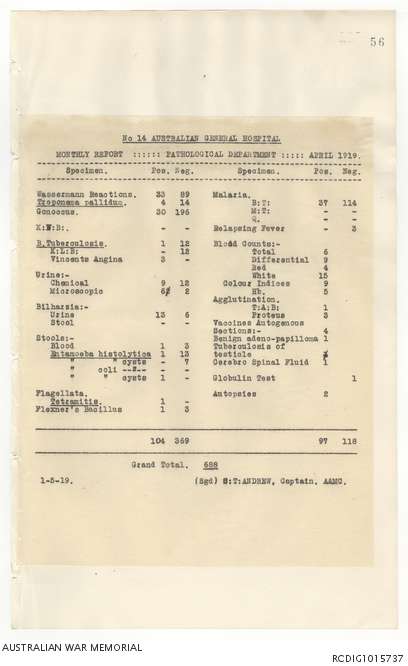 56
No 14 AUSTRALIAN GENERAL HOSPITAL
MONTHLY REPORT :::::: PATHOLOGICAL DEPARTMENT ::::: APRIL 1919.
Specimen. Pos. Neg. Specimen. Pos. Neg.
Wassermann Reactions. 33 89 Malaria.
Treponema pallidum. 4 14 B:T: 37 114
Gonoccus. 30 196 M:T: - -
Q. - -
K:N:B:. - - Relapsing Fever - 3
B.Tuberculosis. 1 12 Blood Counts:-
K:L:B: - 12 Total 6
Vincents Angina 3 - Differential 9
Red 4
Urine:- White 15
Chemical 9 12 Colour Indices 9
Microscopic 6 2 Hb. 5
Agglutination.
Bilharsia:- T:A:B: 1
Urine 13 6 Proteus 3
Stool - - Vaccines Autogenous
Sections:- 4
Stools:- Benign adeno-papilloma 1
Blood 1 3 Tuberculosis of
Entamoeba histolytica 1 13 testicle
" " cysts - 7 Cerebro Spinal Fluid 1
" coli --"-- - -
" " cysts 1 - Globulin Test 1
Flagellata. Autopsies 2
Tetramitis. 1 -
Flexner's Bacillus 1 3
104 369 97 118
Grand Total. 688
1-5-19. (Sgd) S:T:ANDREW, Captain, AAMC.
AUSTRALIAN WAR MEMORIAL RCDIG1015737